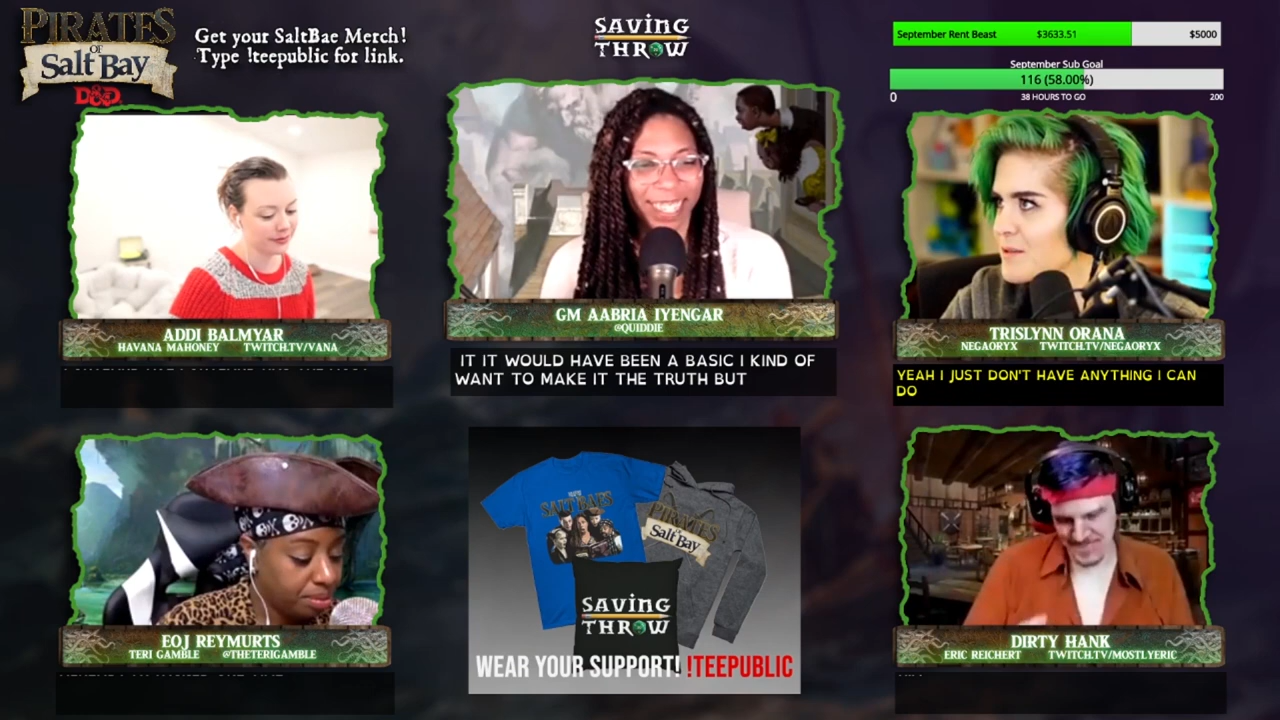 PIRATES
OF
Salt Bay
D&D
Get your SaltBae Merch!
Type !teepublic for link.
SAVING
THROW
September Rent Beast $3633.51 $5000
September Sub Goal
116 (58.00%)
0 38 HOURS TO GO 200
ADDI BALMYAR
HAVANA MAHONEY TWITCH.TV/VANA
GM AABRIA IYENGAR
@QUIDDIE
IT IT WOULD HAVE BEEN A BASIC I KIND OF
WANT TO MAKE IT THE TRUTH BUT
TRISLYNN ORANA
NEGAORYX TWITCH.TV/NEGAORYX
YEAH I JUST DON'T HAVE ANYTHING I CAN
DO
EOJ REYMURTS
TERI GAMBLE @THETERIGAMBLE
SALT BAES
PIRATES
OF
Salt Bay
SAVING
THROW
WEAR YOUR SUPPORT! !TEEPUBLIC
DIRTY HANK
ERIC REICHERT TWITCH.TV/MOSTLYERIC